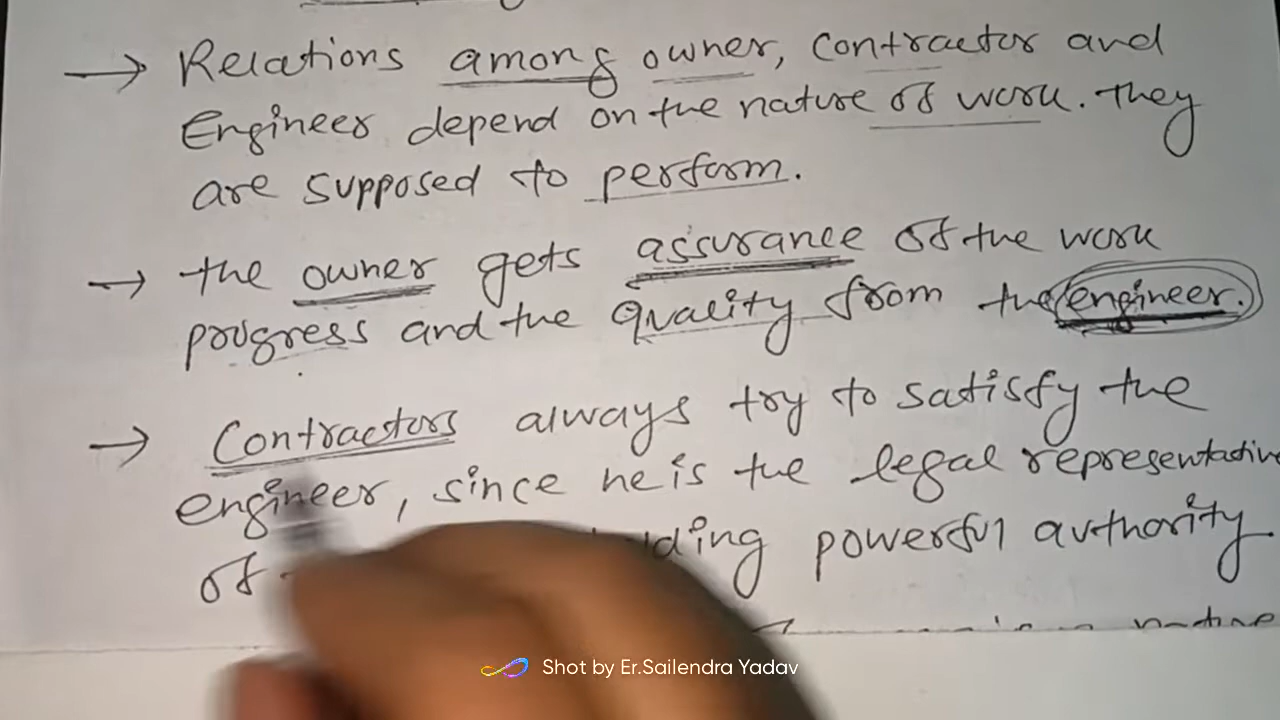 → Relations among owner, contractor and
Engineer depend on the nature of work. They
are supposed to perform.
→ the owner gets assurance of the work
progress and the quality from the engineer.
→ Contractors always try to satisfy the
engineer, since he is the legal representative
of powerful authority
Shot by Er.Sailendra Yadav